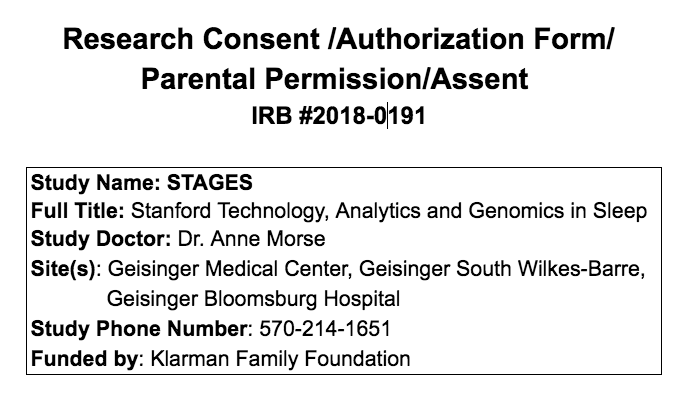 Research Consent /Authorization Form/
Parental Permission/Assent
IRB #2018-0191
Study Name: STAGES
Full Title: Stanford Technology, Analytics and Genomics in Sleep
Study Doctor: Dr. Anne Morse
Site(s): Geisinger Medical Center, Geisinger South Wilkes-Barre,
Geisinger Bloomsburg Hospital
Study Phone Number: 570-214-1651
Funded by: Klarman Family Foundation